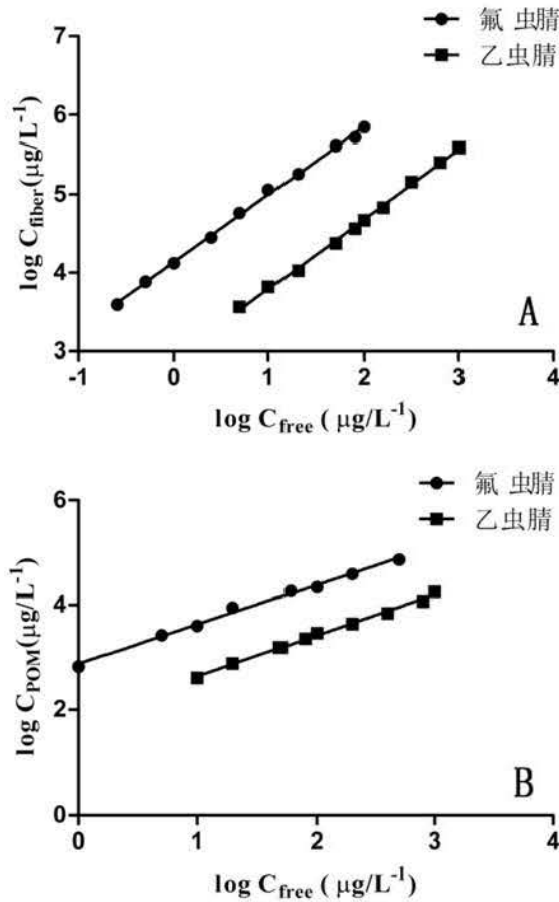 氟 虫腈
乙虫腈
7
6
5
4
3
log C_fiber (μg/L⁻¹)
A
-1 0 1 2 3 4
log C_free ( μg/L⁻¹)
氟 虫腈
乙虫腈
6
4
2
0
log C_POM (μg/L⁻¹)
B
0 1 2 3 4
log C_free ( μg/L⁻¹)